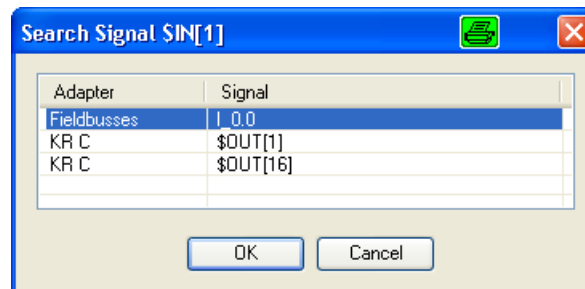 Search Signal $IN[1]
Adapter Signal
Fieldbusses I_0.0
KR C $OUT[1]
KR C $OUT[16]
OK Cancel